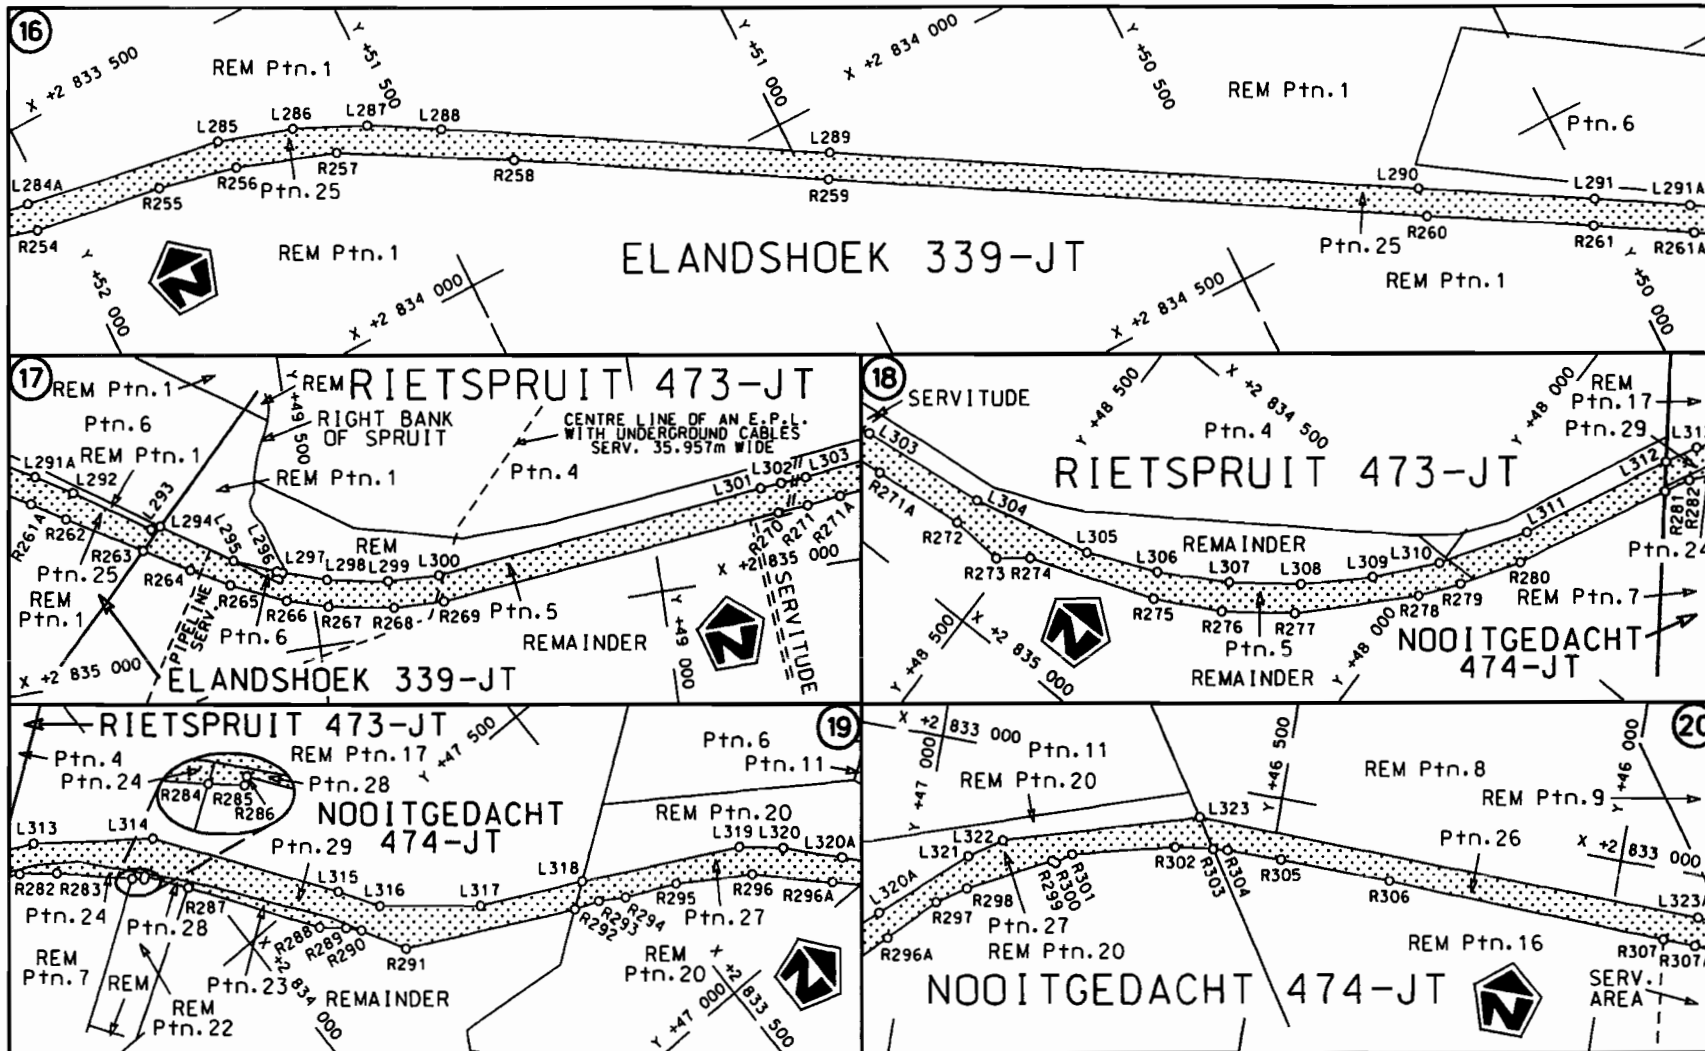 16
X +2 833 500
REM Ptn.1
Y +51 500
Y +51 000
X +2 834 000
Y +50 500
REM Ptn.1
Ptn.6
L284A
L285
L286
L287
L288
L289
L290
L291
L291A
R254
R255
R256
Ptn.25
R257
R258
R259
Ptn.25
R260
R261
R261A
Y +52 000
REM Ptn.1
ELANDSHOEK 339-JT
X +2 834 000
X +2 834 500
REM Ptn.1
Y +50 000
17
REM Ptn.1
REM
RIETSPRUIT 473-JT
Y +49 500
Ptn.6
RIGHT BANK
OF SPRUIT
CENTRE LINE OF AN E.P.L.
WITH UNDERGROUND CABLES
SERV. 35.957m WIDE
REM Ptn.1
REM Ptn.1
Ptn.4
L291A
L292
L293
L294
L295
L296
L297
L298
REM
L299
L300
L301
L302
L303
R261A
R262
R263
R264
R265
R266
R267
R268
R269
R270
R271
R271A
Ptn.25
REM
Ptn.1
Ptn.6
Ptn.5
PIPELINE
SERV.
REMAINDER
X +2 835 000
Y +49 000
SERVITUDE
X +2 835 000
ELANDSHOEK 339-JT
18
SERVITUDE
Y +48 500
X +2 834 500
Y +48 000
REM
Ptn.17
Ptn.29
Ptn.4
RIETSPRUIT 473-JT
L303
L304
L305
L306
L307
L308
L309
L310
L311
L312
REMAINDER
R271A
R272
R273
R274
R275
R276
R277
R278
R279
R280
R281
R282
Ptn.24
Ptn.5
REM Ptn.7
Y +48 500
X +2 835 000
REMAINDER
Y +48 000
NOOITGEDACHT
474-JT
19
RIETSPRUIT 473-JT
Ptn.4
Ptn.24
REM Ptn.17
Ptn.28
Y +47 500
Ptn.6
Ptn.11
R284
R285
R286
NOOITGEDACHT
474-JT
REM Ptn.20
L313
L314
Ptn.29
L315
L316
L317
L318
L319
L320
L320A
R282
R283
R287
R288
R289
R290
R291
R292
R293
R294
R295
R296
R296A
Ptn.24
Ptn.28
Ptn.27
REM
Ptn.7
REM
REM
Ptn.22
Ptn.23
X +2 834 000
REMAINDER
REM
Ptn.20
Y +47 000
X +2 833 500
20
X +2 833 000
Y +47 000
Ptn.11
REM Ptn.20
Y +46 500
REM Ptn.8
Y +46 000
REM Ptn.9
Ptn.26
X +2 833 000
L320A
L321
L322
L323
L323A
R296A
R297
R298
R299
R300
R301
R302
R303
R304
R305
R306
R307
Ptn.27
REM Ptn.20
REM Ptn.16
NOOITGEDACHT 474-JT
SERV.
AREA